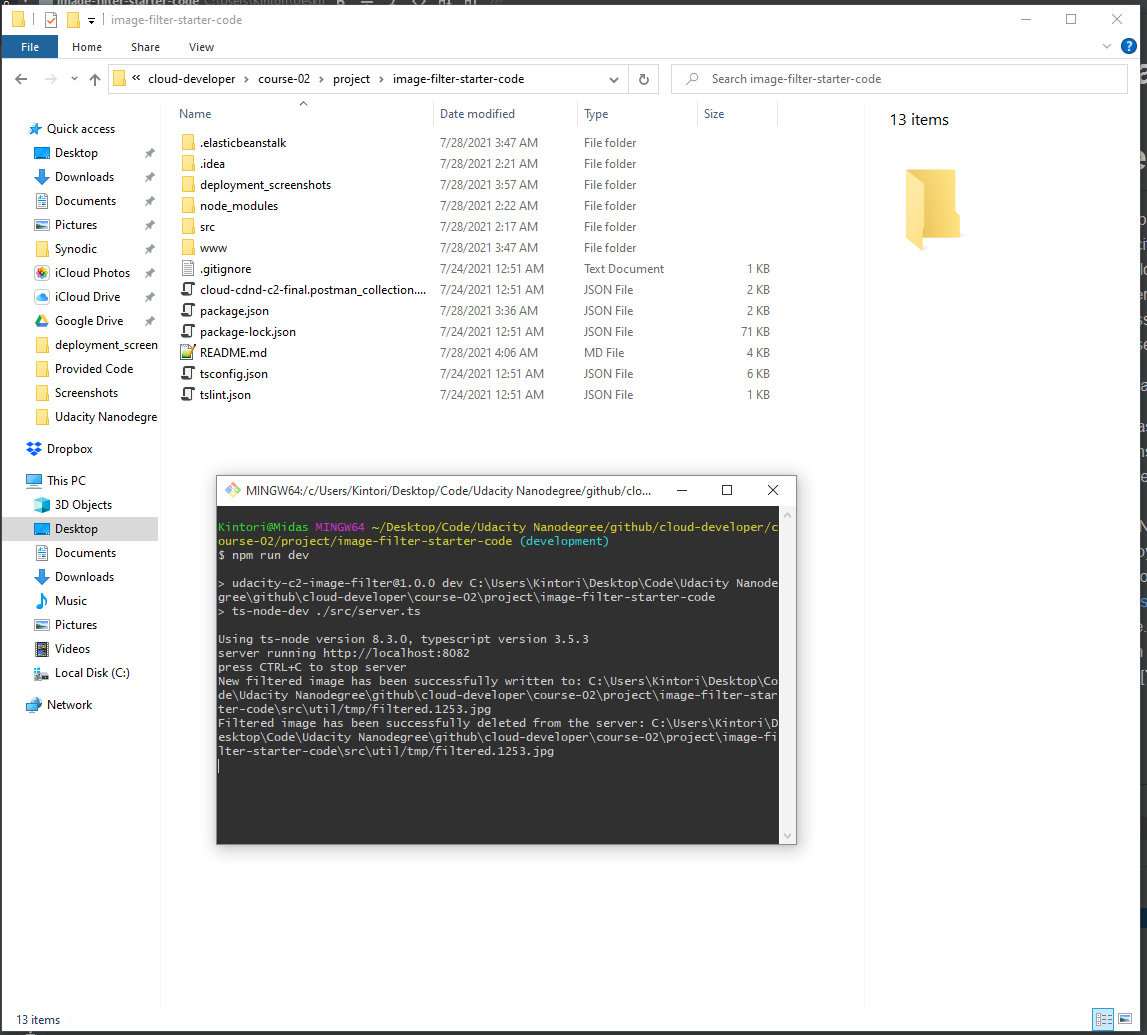 image-filter-starter-code
File Home Share View
« cloud-developer › course-02 › project › image-filter-starter-code
Search image-filter-starter-code
Quick access
Desktop
Downloads
Documents
Pictures
Synodic
iCloud Photos
iCloud Drive
Google Drive
deployment_screen
Provided Code
Screenshots
Udacity Nanodegre
Dropbox
This PC
3D Objects
Desktop
Documents
Downloads
Music
Pictures
Videos
Local Disk (C:)
Network
Name Date modified Type Size
.elasticbeanstalk 7/28/2021 3:47 AM File folder
.idea 7/28/2021 2:21 AM File folder
deployment_screenshots 7/28/2021 3:57 AM File folder
node_modules 7/28/2021 2:22 AM File folder
src 7/28/2021 2:17 AM File folder
www 7/28/2021 3:47 AM File folder
.gitignore 7/24/2021 12:51 AM Text Document 1 KB
cloud-cdnd-c2-final.postman_collection.... 7/24/2021 12:51 AM JSON File 2 KB
package.json 7/28/2021 3:36 AM JSON File 2 KB
package-lock.json 7/24/2021 12:51 AM JSON File 71 KB
README.md 7/28/2021 4:06 AM MD File 4 KB
tsconfig.json 7/24/2021 12:51 AM JSON File 6 KB
tslint.json 7/24/2021 12:51 AM JSON File 1 KB
13 items
MINGW64:/c/Users/Kintori/Desktop/Code/Udacity Nanodegree/github/clo...
Kintori@Midas MINGW64 ~/Desktop/Code/Udacity Nanodegree/github/cloud-developer/c
ourse-02/project/image-filter-starter-code (development)
$ npm run dev
> udacity-c2-image-filter@1.0.0 dev C:\Users\Kintori\Desktop\Code\Udacity Nanode
gree\github\cloud-developer\course-02\project\image-filter-starter-code
> ts-node-dev ./src/server.ts
Using ts-node version 8.3.0, typescript version 3.5.3
server running http://localhost:8082
press CTRL+C to stop server
New filtered image has been successfully written to: C:\Users\Kintori\Desktop\Co
de\Udacity Nanodegree\github\cloud-developer\course-02\project\image-filter-star
ter-code\src\util/tmp/filtered.1253.jpg
Filtered image has been successfully deleted from the server: C:\Users\Kintori\D
esktop\Code\Udacity Nanodegree\github\cloud-developer\course-02\project\image-fi
lter-starter-code\src\util/tmp/filtered.1253.jpg
13 items